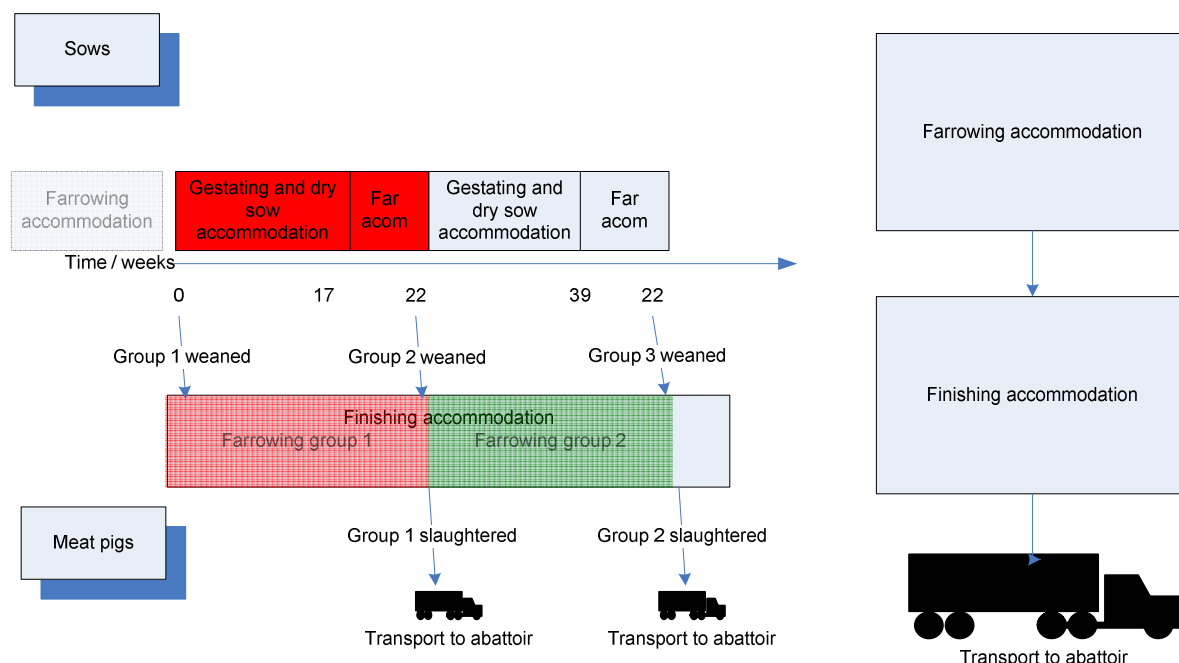 Sows
Farrowing accommodation
Farrowing
accommodation
Gestating and dry
sow
accommodation
Far
acom
Gestating and
dry sow
accommodation
Far
acom
Time / weeks
0
17
22
39
22
Group 1 weaned
Group 2 weaned
Group 3 weaned
Finishing accommodation
Farrowing group 1
Farrowing group 2
Finishing accommodation
Meat pigs
Group 1 slaughtered
Group 2 slaughtered
Transport to abattoir
Transport to abattoir
Transport to abattoir